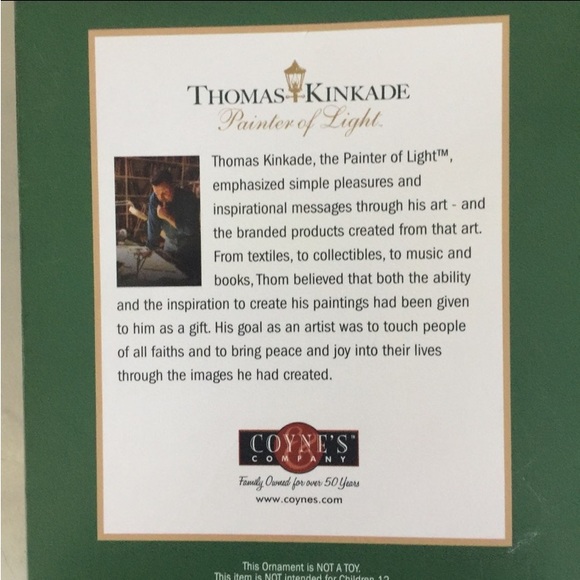 THOMAS KINKADE
Painter of Light™
Thomas Kinkade, the Painter of Light™,
emphasized simple pleasures and
inspirational messages through his art - and
the branded products created from that art.
From textiles, to collectibles, to music and
books, Thom believed that both the ability
and the inspiration to create his paintings had been given
to him as a gift. His goal as an artist was to touch people
of all faiths and to bring peace and joy into their lives
through the images he had created.
COYNE'S™
&
COMPANY
Family Owned for over 50 Years
www.coynes.com
This Ornament is NOT A TOY.
This item is NOT intended for Children 12